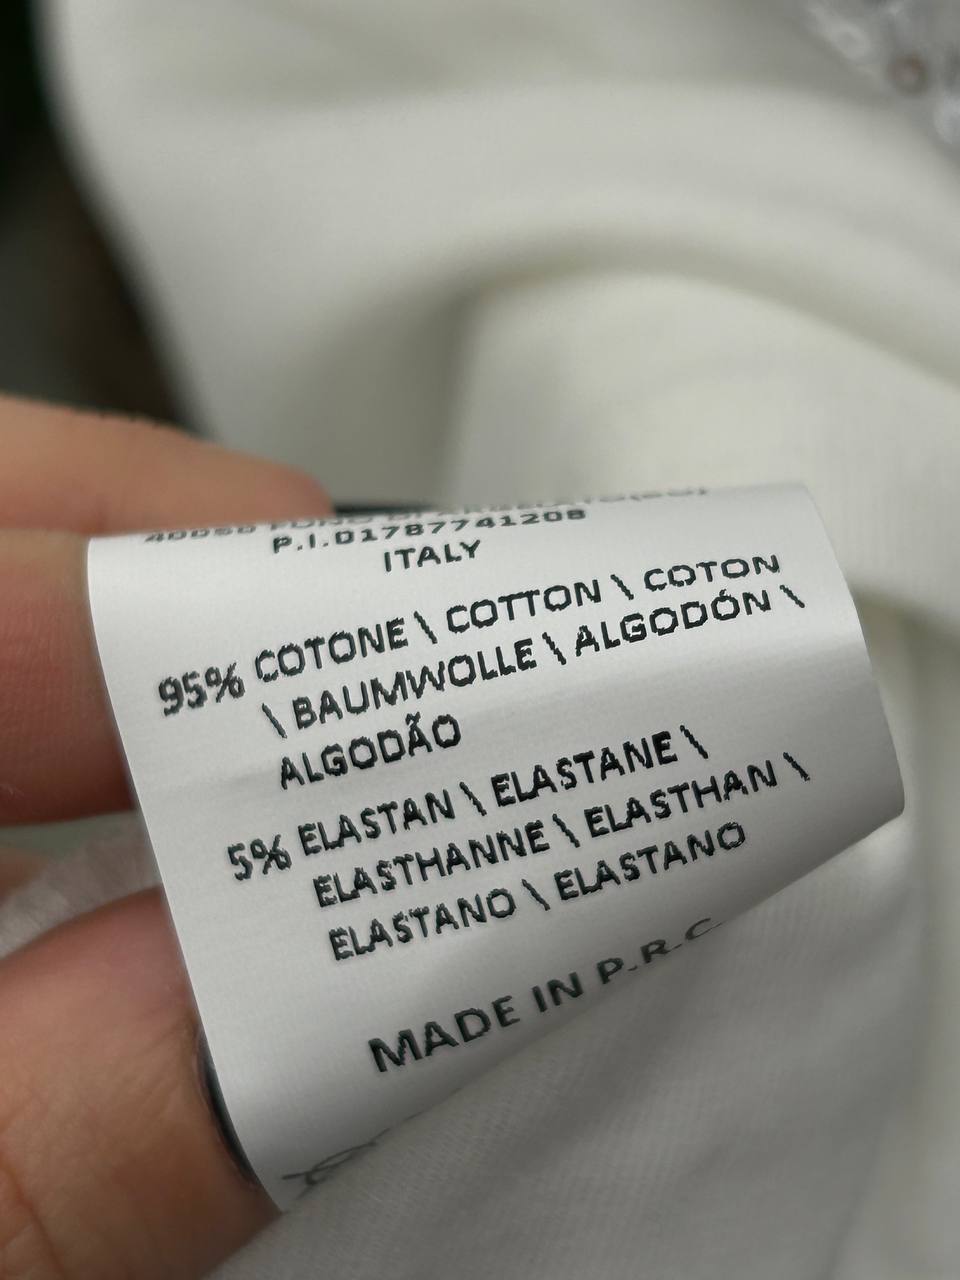 P.I.01787741208
ITALY
95% COTONE \ COTTON \ COTON
\ BAUMWOLLE \ ALGODÓN \
ALGODÃO
5% ELASTAN \ ELASTANE \
ELASTHANNE \ ELASTHAN \
ELASTANO \ ELASTANO
MADE IN P.R.C.